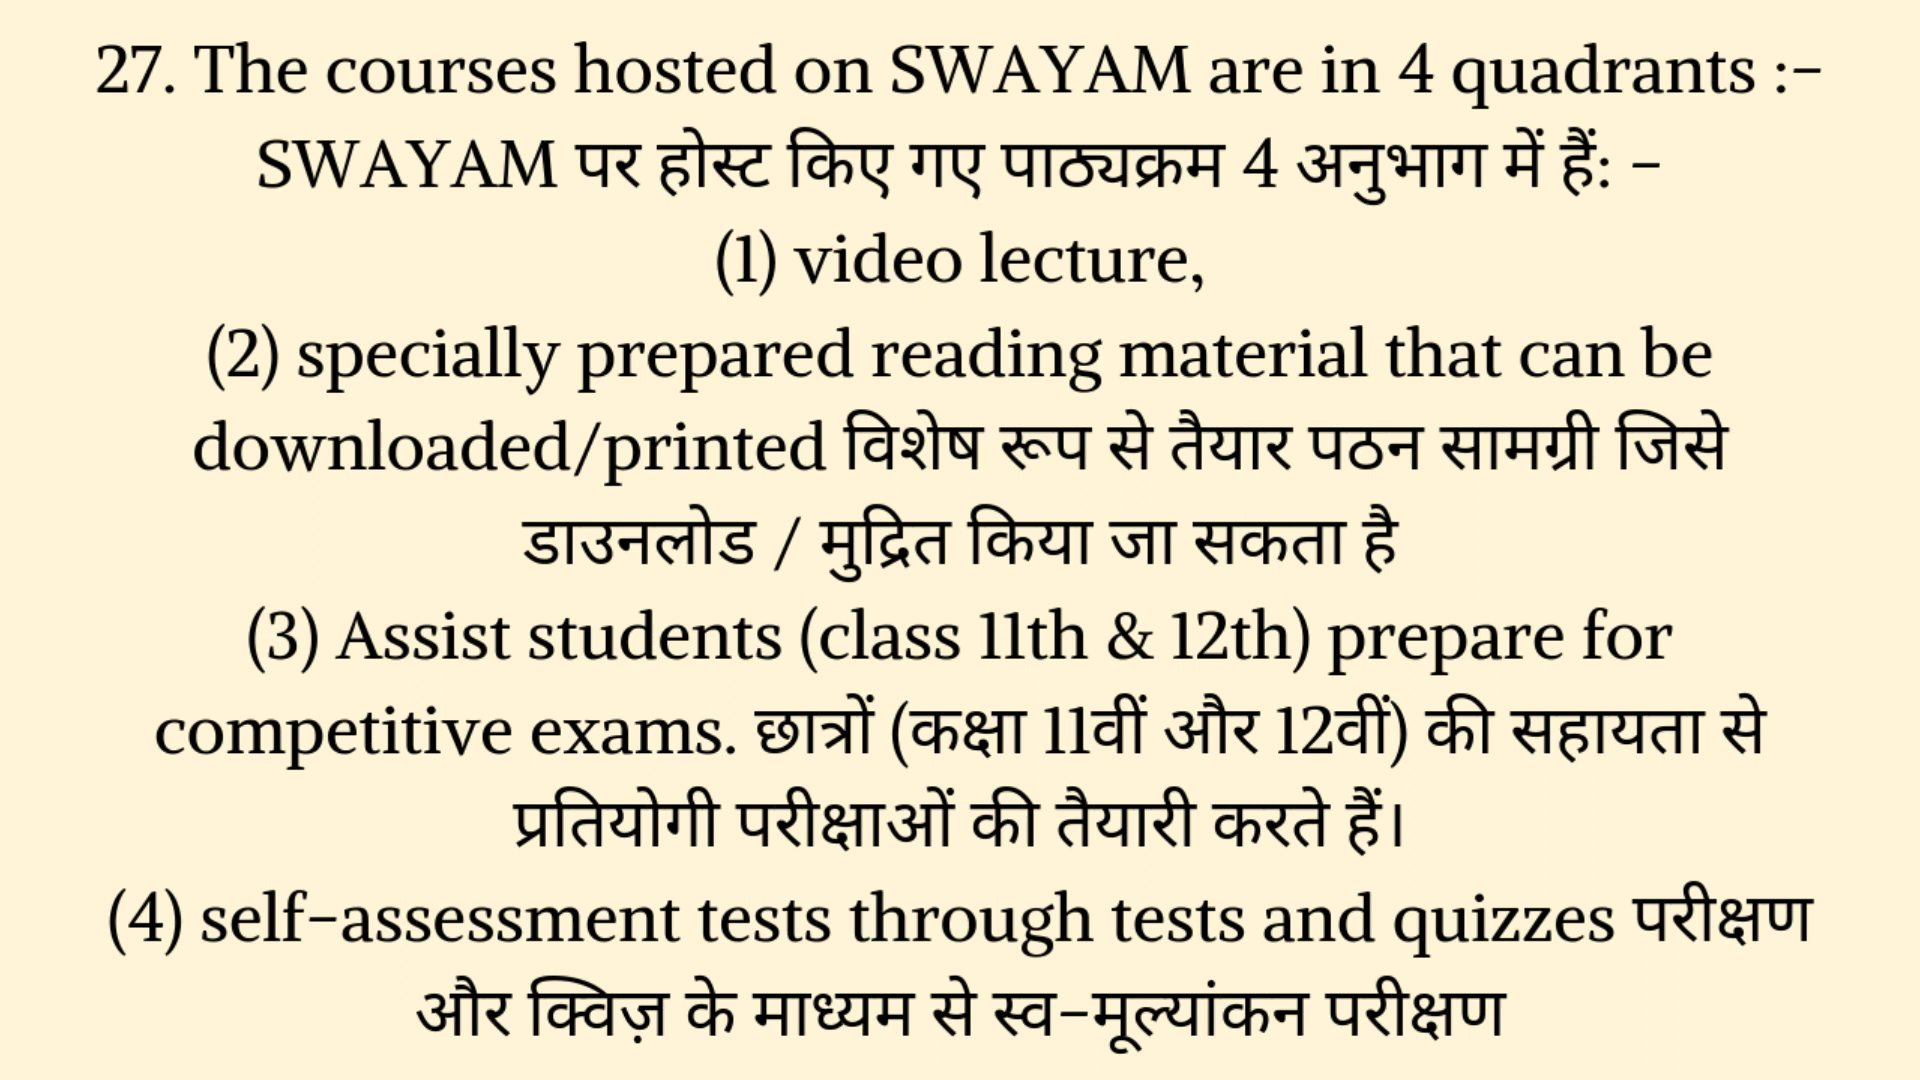 27. The courses hosted on SWAYAM are in 4 quadrants :-
SWAYAM पर होस्ट किए गए पाठ्यक्रम 4 अनुभाग में हैं: -
(1) video lecture,
(2) specially prepared reading material that can be
downloaded/printed विशेष रूप से तैयार पठन सामग्री जिसे
डाउनलोड / मुद्रित किया जा सकता है
(3) Assist students (class 11th & 12th) prepare for
competitive exams. छात्रों (कक्षा 11वीं और 12वीं) की सहायता से
प्रतियोगी परीक्षाओं की तैयारी करते हैं।
(4) self-assessment tests through tests and quizzes परीक्षण
और क्विज़ के माध्यम से स्व-मूल्यांकन परीक्षण